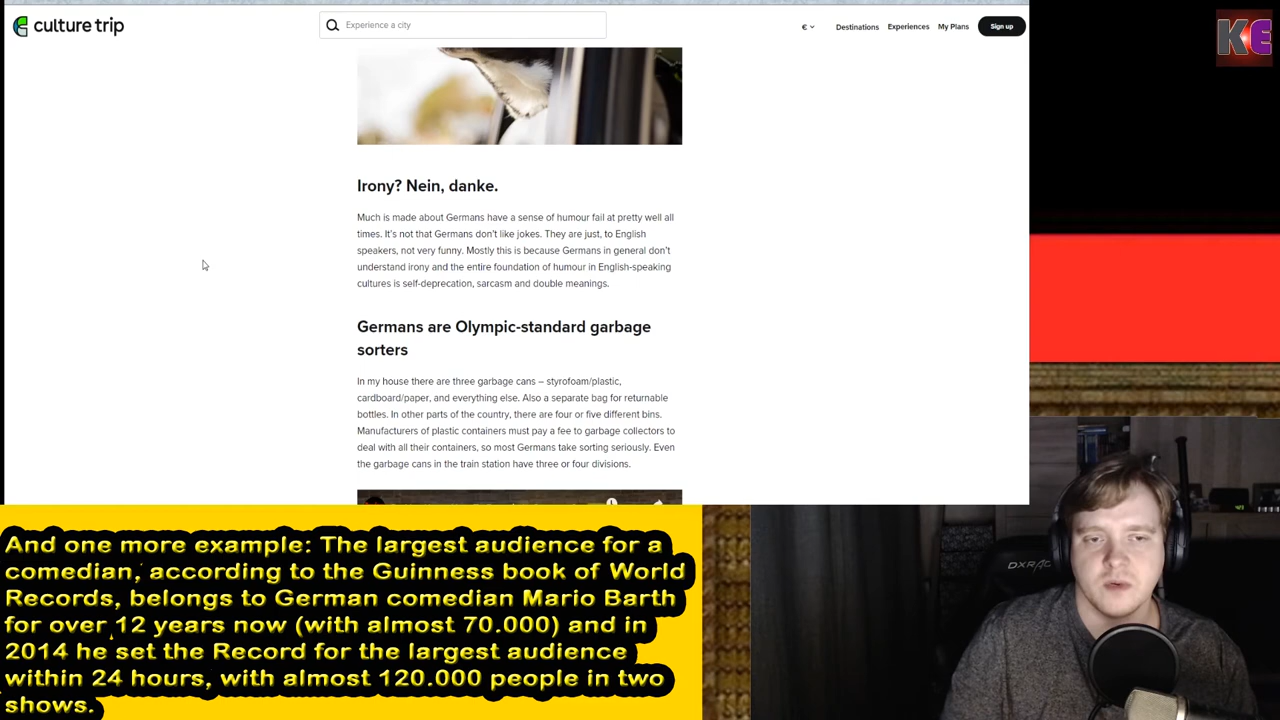 culture trip
Experience a city
€
Destinations
Experiences
My Plans
Sign up
KE
Irony? Nein, danke.
Much is made about Germans have a sense of humour fail at pretty well all
times. It's not that Germans don't like jokes. They are just, to English
speakers, not very funny. Mostly this is because Germans in general don't
understand irony and the entire foundation of humour in English-speaking
cultures is self-deprecation, sarcasm and double meanings.
Germans are Olympic-standard garbage
sorters
In my house there are three garbage cans – styrofoam/plastic,
cardboard/paper, and everything else. Also a separate bag for returnable
bottles. In other parts of the country, there are four or five different bins.
Manufacturers of plastic containers must pay a fee to garbage collectors to
deal with all their containers, so most Germans take sorting seriously. Even
the garbage cans in the train station have three or four divisions.
And one more example: The largest audience for a
comedian, according to the Guinness book of World
Records, belongs to German comedian Mario Barth
for over 12 years now (with almost 70.000) and in
2014 he set the Record for the largest audience
within 24 hours, with almost 120.000 people in two
shows.